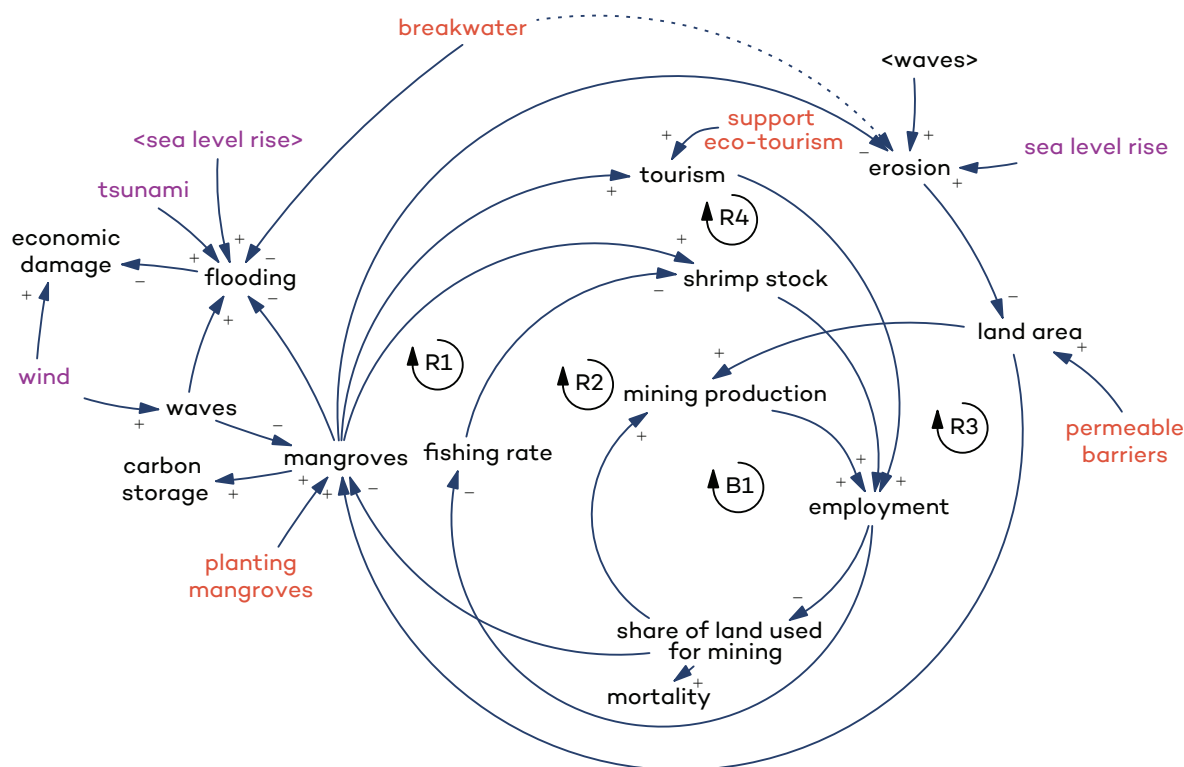 breakwater
<waves>
support
eco-tourism
<sea level rise>
sea level rise
erosion
tourism
tsunami
R4
economic
damage
flooding
shrimp stock
land area
R1
R2
wind
mining production
waves
R3
permeable
barriers
mangroves
fishing rate
carbon
storage
B1
employment
planting
mangroves
share of land used
for mining
mortality
+
+
−
+
+
+
+
+
−
+
−
+
−
−
−
+
+
−
+
+
+
−
+
+
+
−
+
+
+
−
+
+
−
−
+